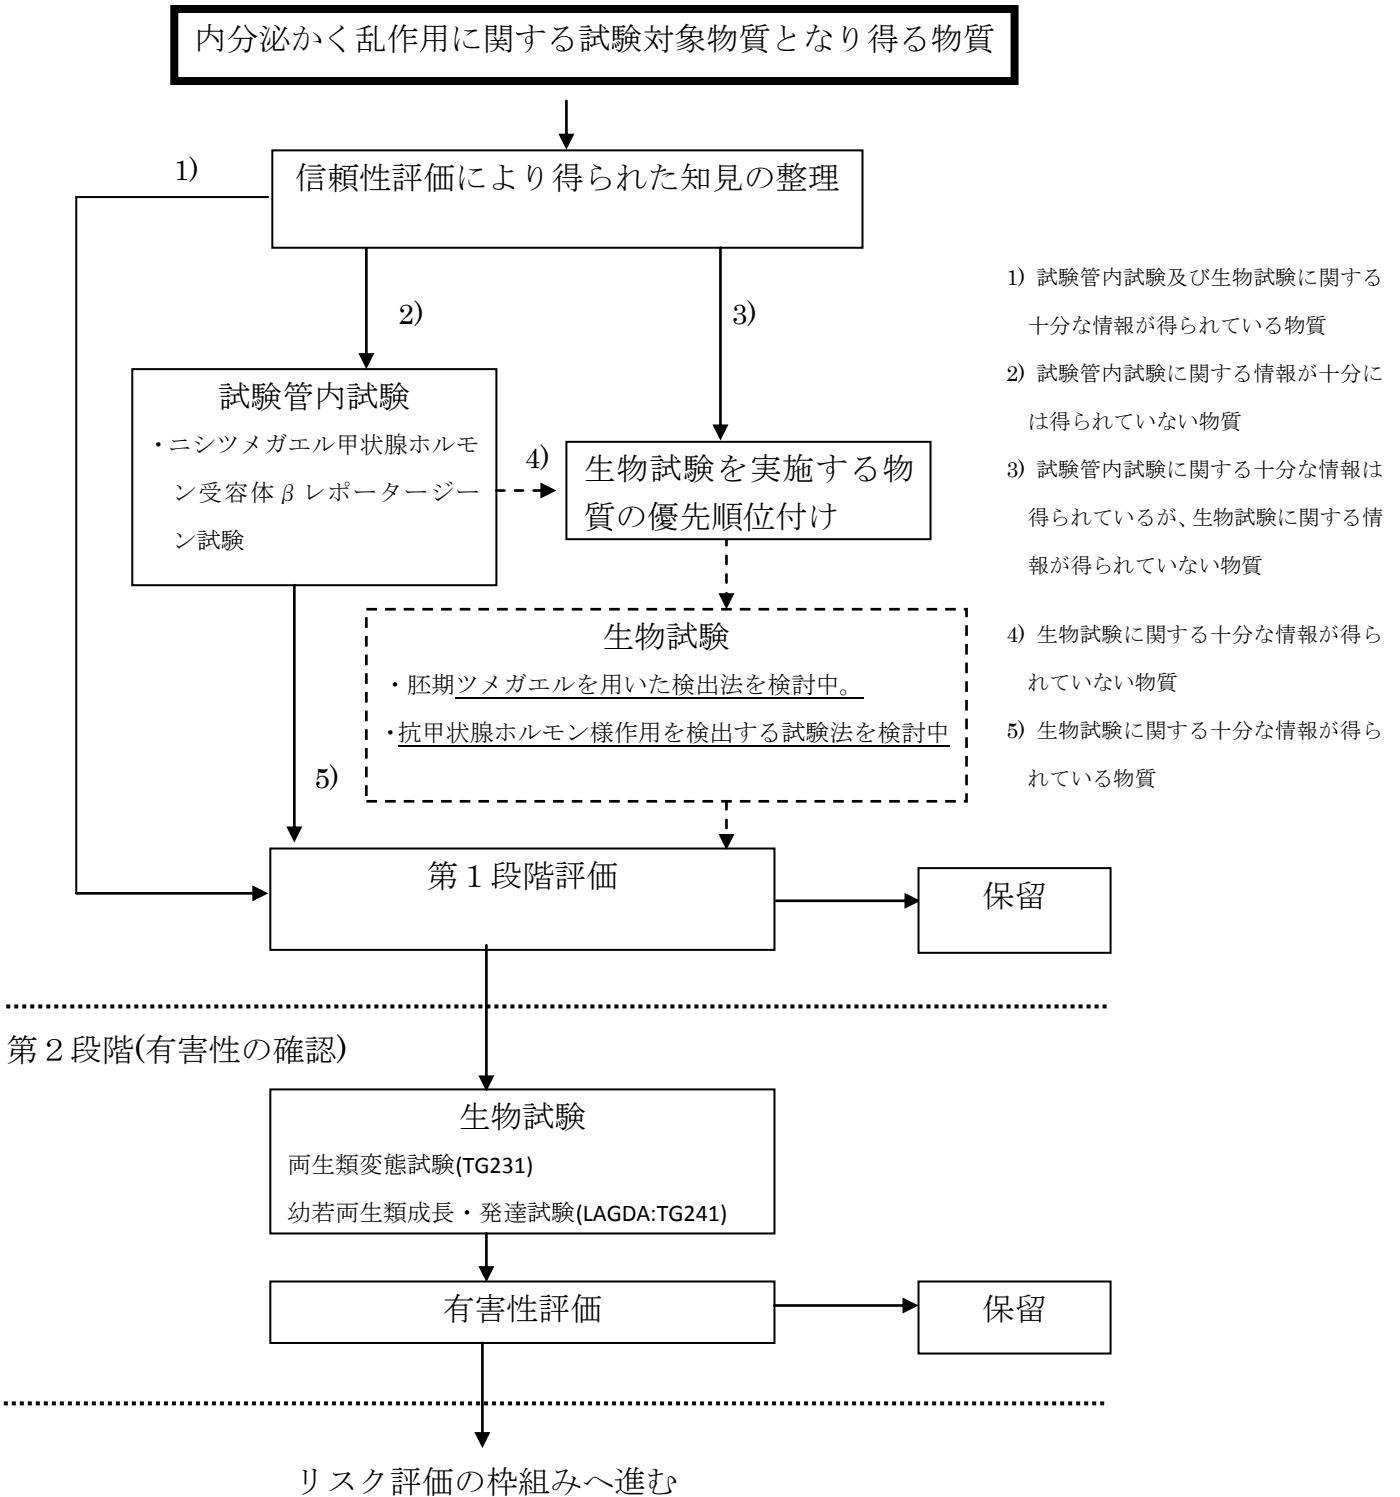 内分泌かく乱作用に関する試験対象物質となり得る物質
1)
信頼性評価により得られた知見の整理
2)
3)
試験管内試験
・ニシツメガエル甲状腺ホルモ
ン受容体βレポータージーン
ン試験
4)
生物試験を実施する物
質の優先順位付け
生物試験
・胚期ツメガエルを用いた検出法を検討中。
・抗甲状腺ホルモン様作用を検出する試験法を検討中
5)
第１段階評価
保留
1) 試験管内試験及び生物試験に関する
十分な情報が得られている物質
2) 試験管内試験に関する情報が十分に
は得られていない物質
3) 試験管内試験に関する十分な情報は
得られているが、生物試験に関する情
報が得られていない物質
4) 生物試験に関する十分な情報が得ら
れていない物質
5) 生物試験に関する十分な情報が得ら
れている物質
第２段階(有害性の確認)
生物試験
両生類変態試験(TG231)
幼若両生類成長・発達試験(LAGDA:TG241)
有害性評価
保留
リスク評価の枠組みへ進む